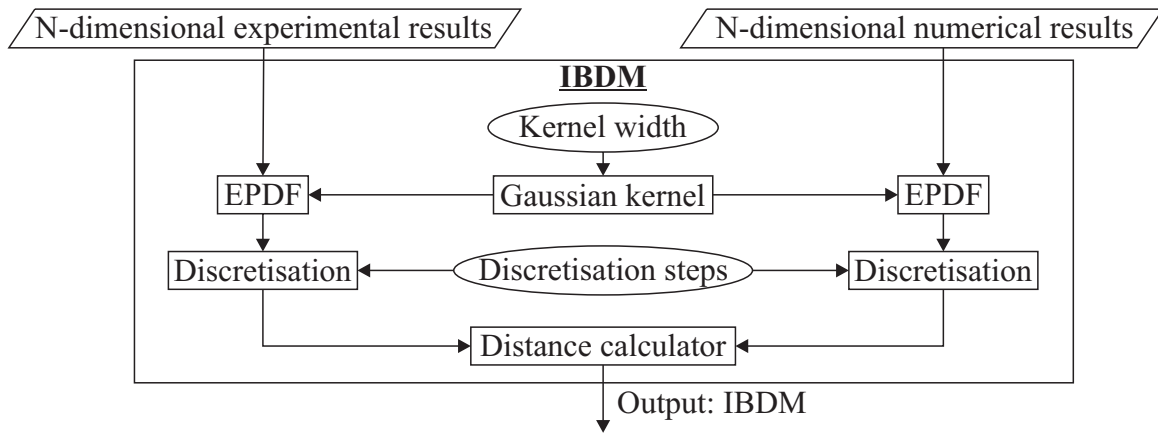 N-dimensional experimental results
N-dimensional numerical results
IBDM
Kernel width
EPDF
Gaussian kernel
EPDF
Discretisation
Discretisation steps
Discretisation
Distance calculator
Output: IBDM